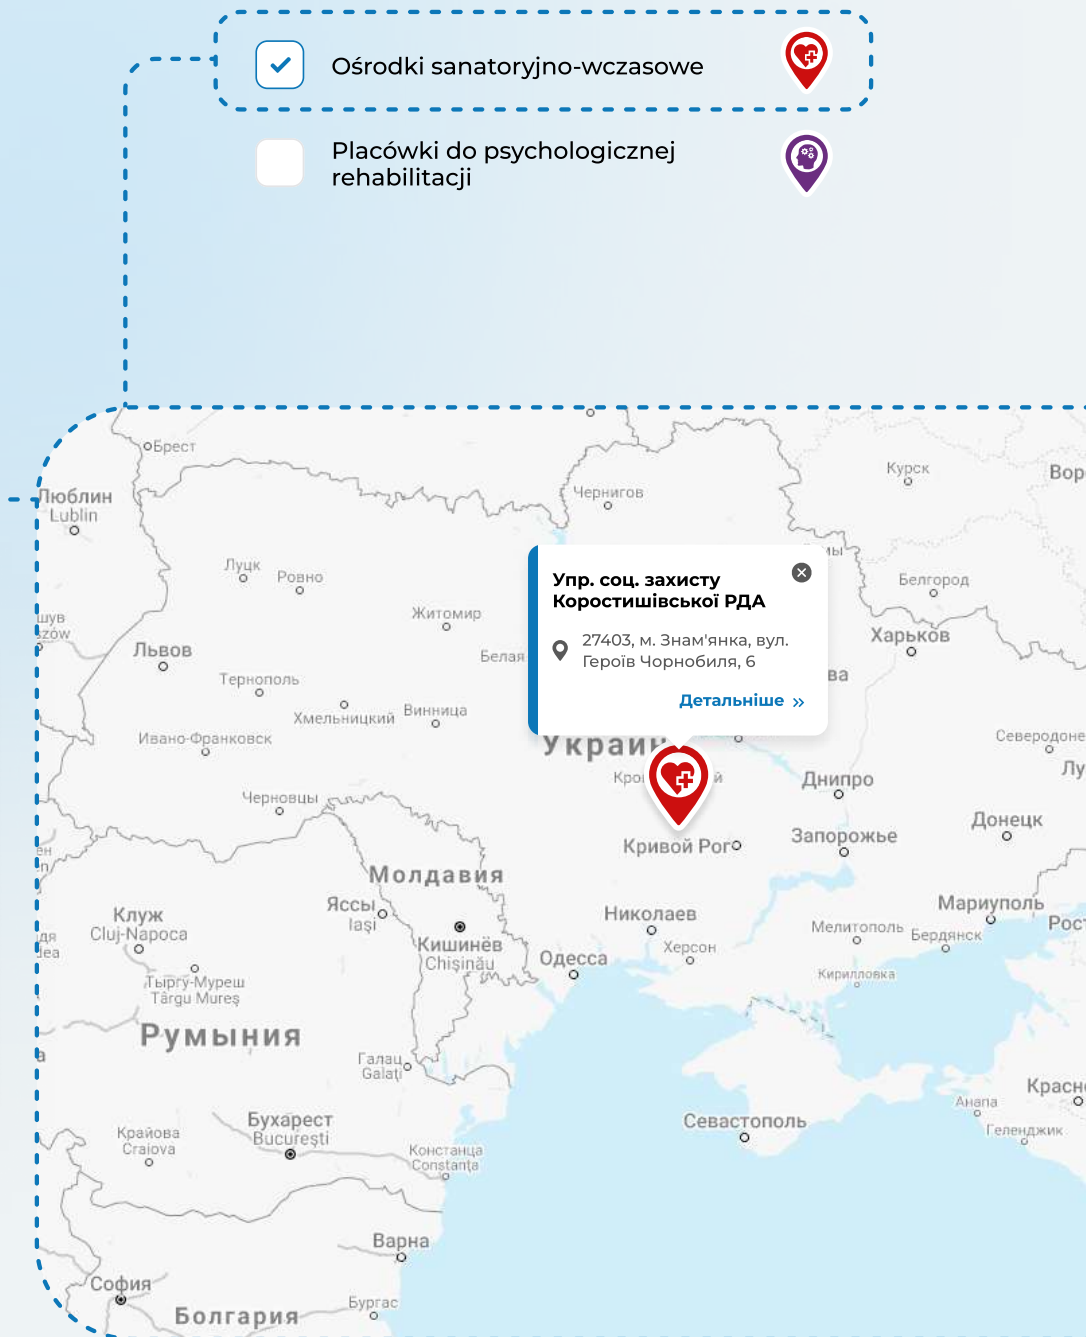 Ośrodki sanatoryjno-wczasowe
Placówki do psychologicznej
rehabilitacji
Брест
Курск
Люблин
Lublin
Чернигов
Луцк
Ровно
Белгород
Упр. соц. захисту
Коростишівської РДА
Житомир
27403, м. Знам'янка, вул.
Героїв Чорнобиля, 6
Харьков
Львов
Белая
Тернополь
Детальніше »
Хмельницкий
Винница
Ивано-Франковск
Украин
Днипро
Черновцы
Донецк
Запорожье
Кривой Рог
Молдавия
Яссы
Iași
Клуж
Cluj-Napoca
Николаев
Мариуполь
Мелитополь
Бердянск
Кишинёв
Chișinău
Херсон
Одесса
Кирилловка
Тыргу-Муреш
Târgu Mureș
Румыния
Галац
Galați
Анапа
Геленджик
Севастополь
Бухарест
București
Крайова
Craiova
Констанца
Constanța
Варна
София
Бургас
Болгария